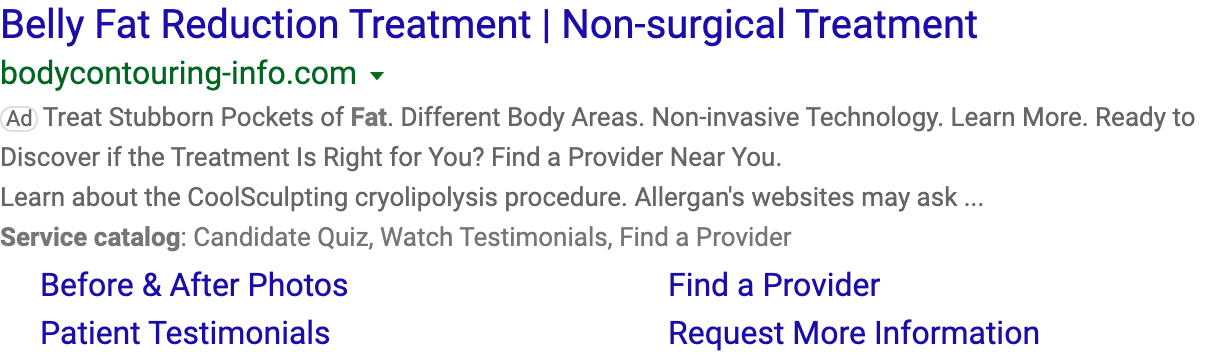 Belly Fat Reduction Treatment | Non-surgical Treatment
bodycontouring-info.com
Ad Treat Stubborn Pockets of Fat. Different Body Areas. Non-invasive Technology. Learn More. Ready to
Discover if the Treatment Is Right for You? Find a Provider Near You.
Learn about the CoolSculpting cryolipolysis procedure. Allergan's websites may ask ...
Service catalog: Candidate Quiz, Watch Testimonials, Find a Provider
Before & After Photos Find a Provider
Patient Testimonials Request More Information